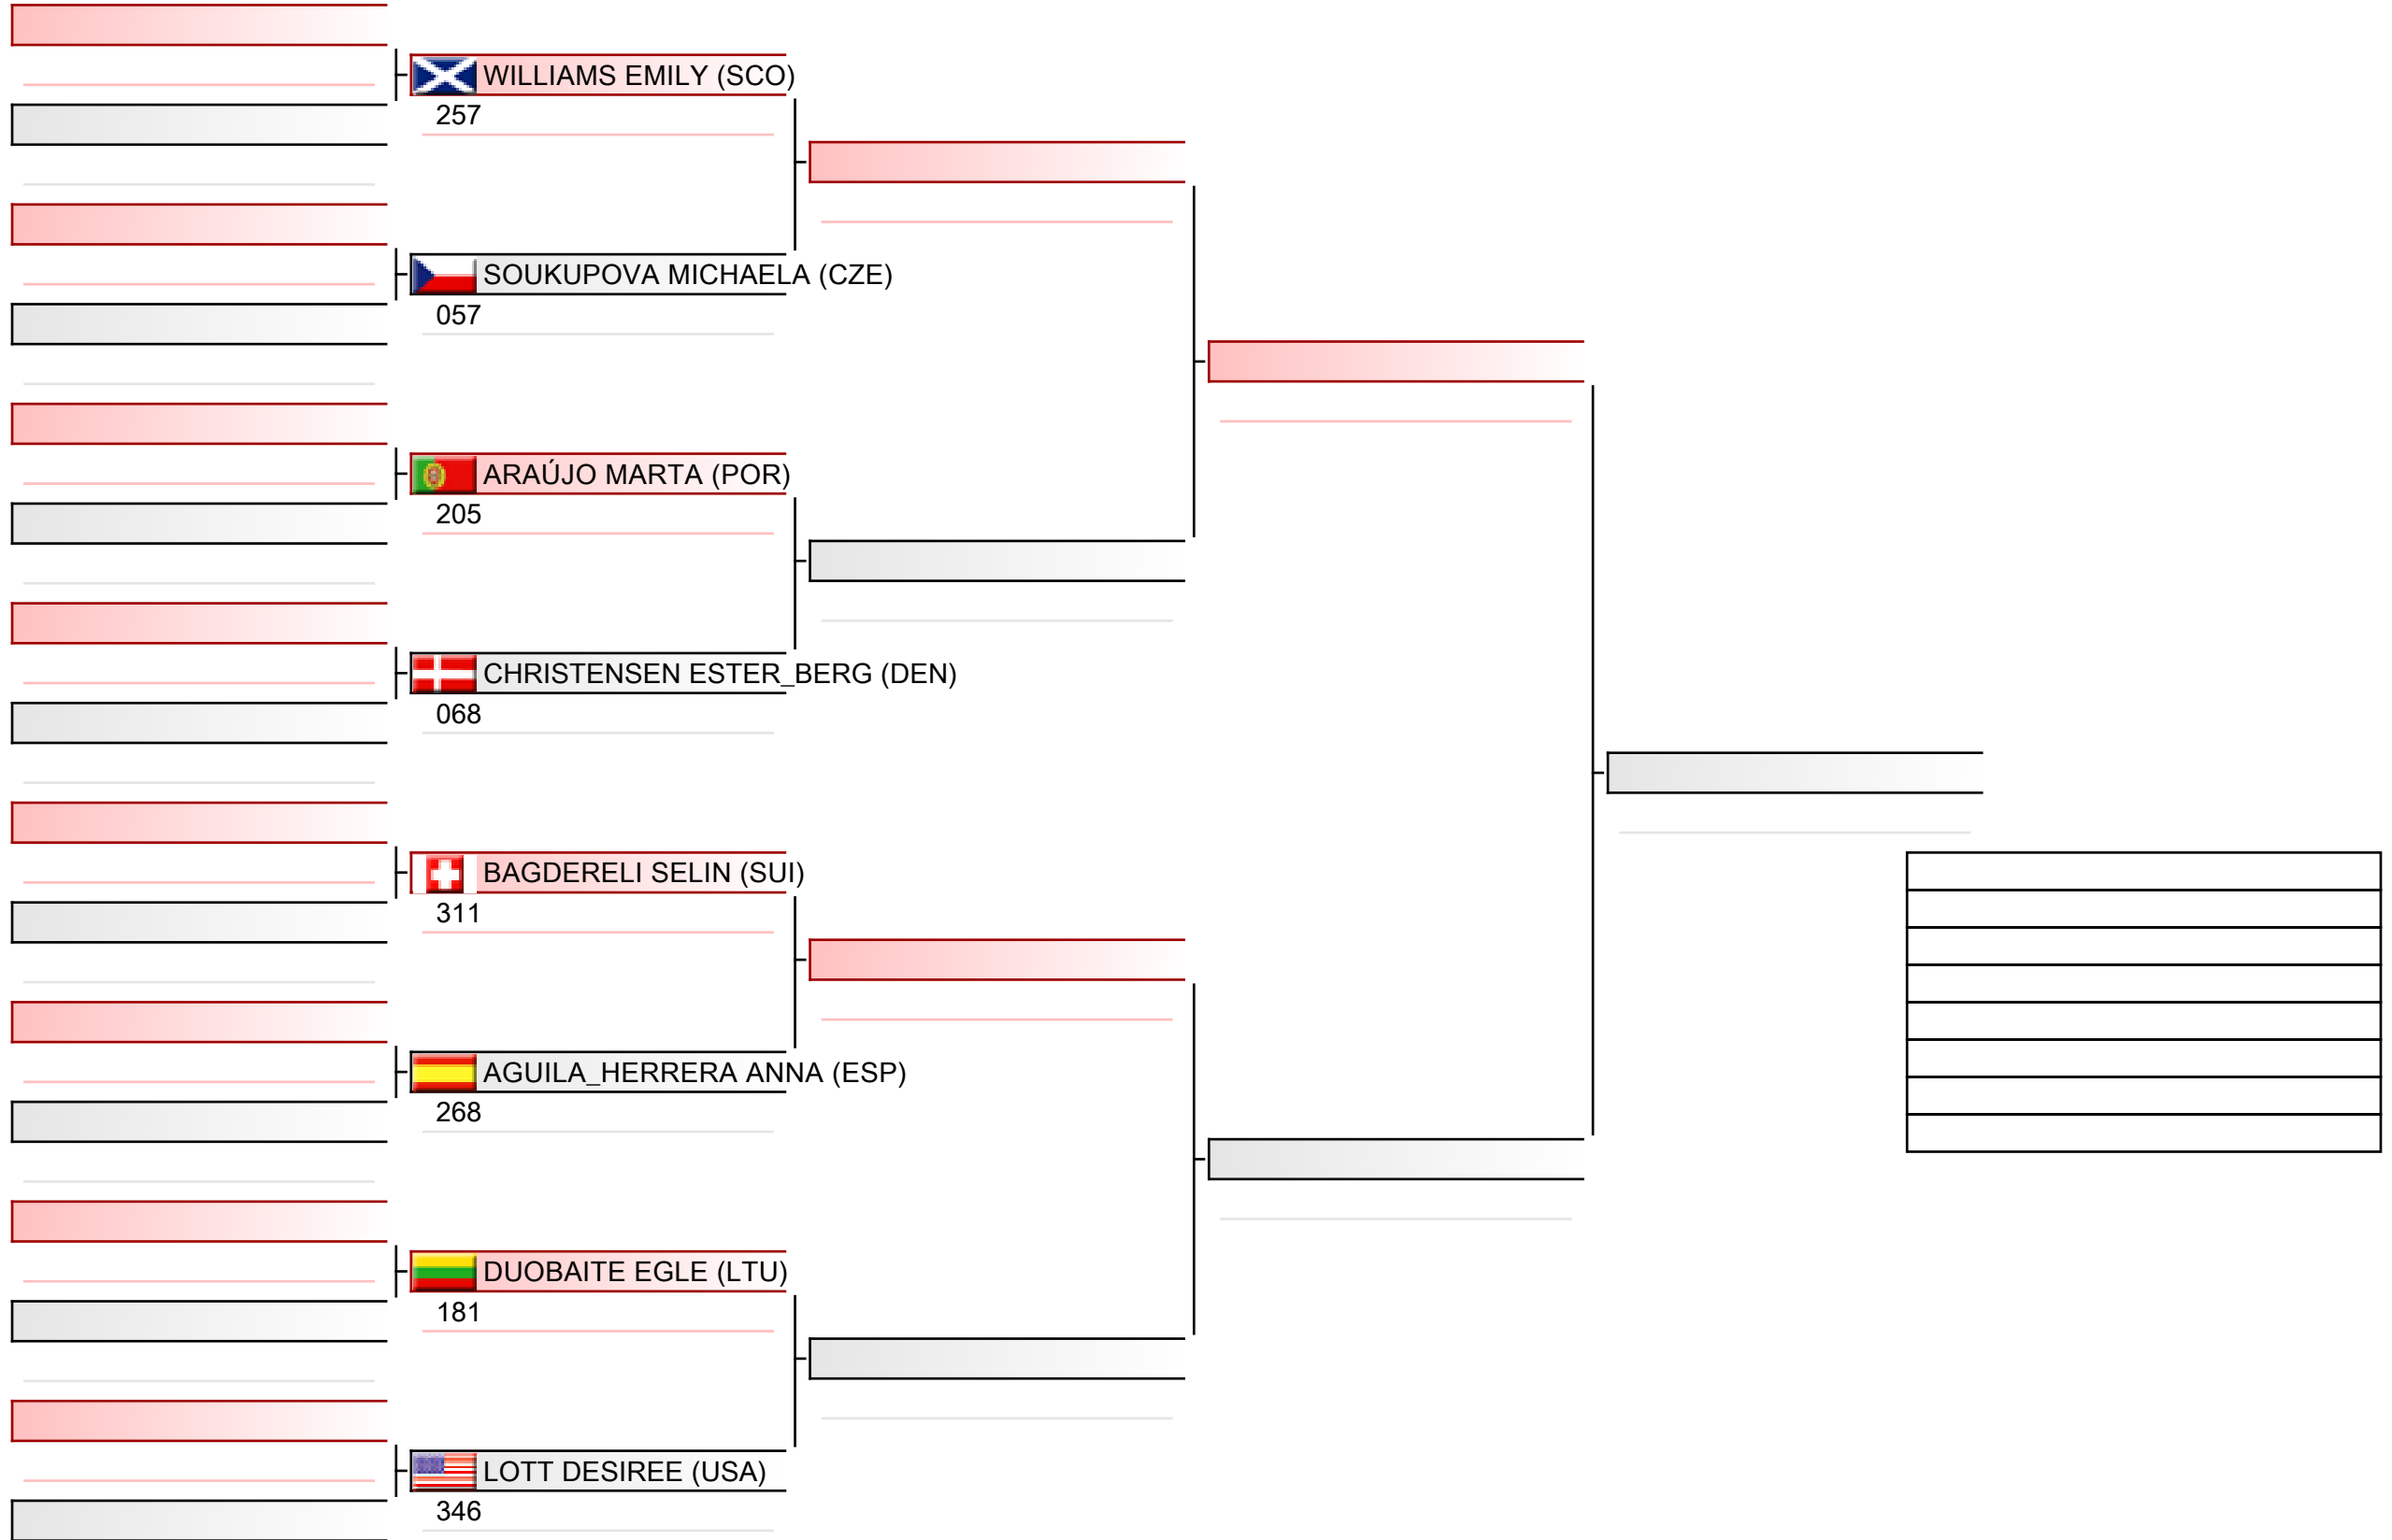 WILLIAMS EMILY (SCO)
257
SOUKUPOVA MICHAELA (CZE)
057
ARAÚJO MARTA (POR)
205
CHRISTENSEN ESTER_BERG (DEN)
068
BAGDERELI SELIN (SUI)
311
AGUILA_HERRERA ANNA (ESP)
268
DUOBAITE EGLE (LTU)
181
LOTT DESIREE (USA)
346